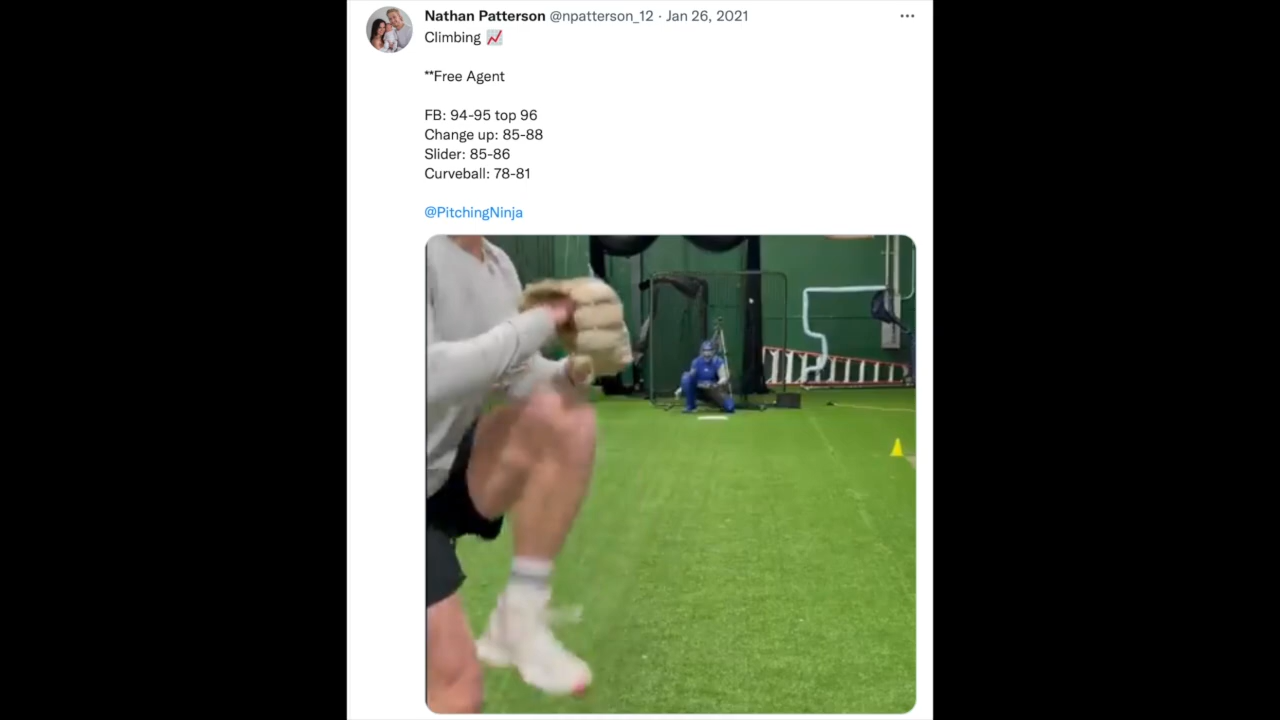 Nathan Patterson @npatterson_12 · Jan 26, 2021
Climbing 📈
**Free Agent
FB: 94-95 top 96
Change up: 85-88
Slider: 85-86
Curveball: 78-81
@PitchingNinja